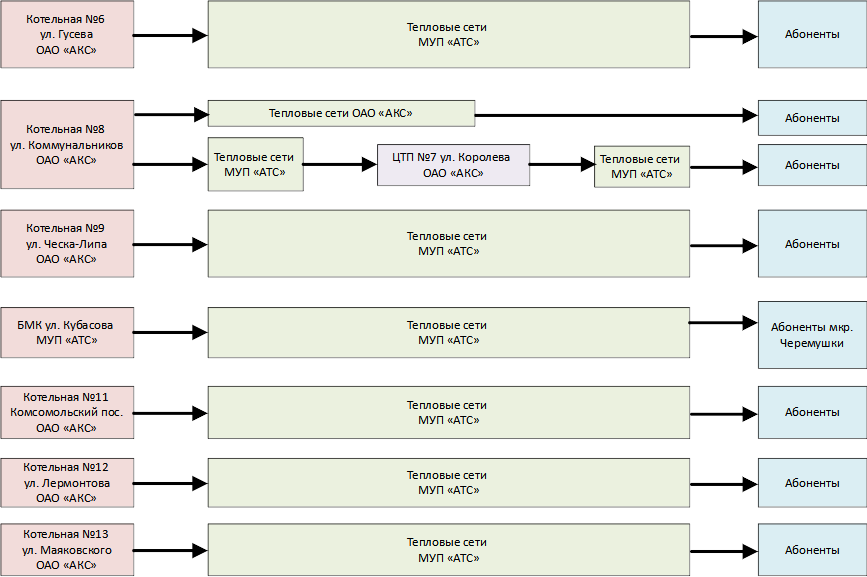 Котельная №6
ул. Гусева
ОАО «АКС»
Тепловые сети
МУП «АТС»
Абоненты
Котельная №8
ул. Коммунальников
ОАО «АКС»
Тепловые сети ОАО «АКС»
Абоненты
Тепловые сети
МУП «АТС»
ЦТП №7 ул. Королева
ОАО «АКС»
Тепловые сети
МУП «АТС»
Абоненты
Котельная №9
ул. Ческа-Липа
ОАО «АКС»
Тепловые сети
МУП «АТС»
Абоненты
БМК ул. Кубасова
МУП «АТС»
Тепловые сети
МУП «АТС»
Абоненты мкр.
Черемушки
Котельная №11
Комсомольский пос.
ОАО «АКС»
Тепловые сети
МУП «АТС»
Абоненты
Котельная №12
ул. Лермонтова
ОАО «АКС»
Тепловые сети
МУП «АТС»
Абоненты
Котельная №13
ул. Маяковского
ОАО «АКС»
Тепловые сети
МУП «АТС»
Абоненты